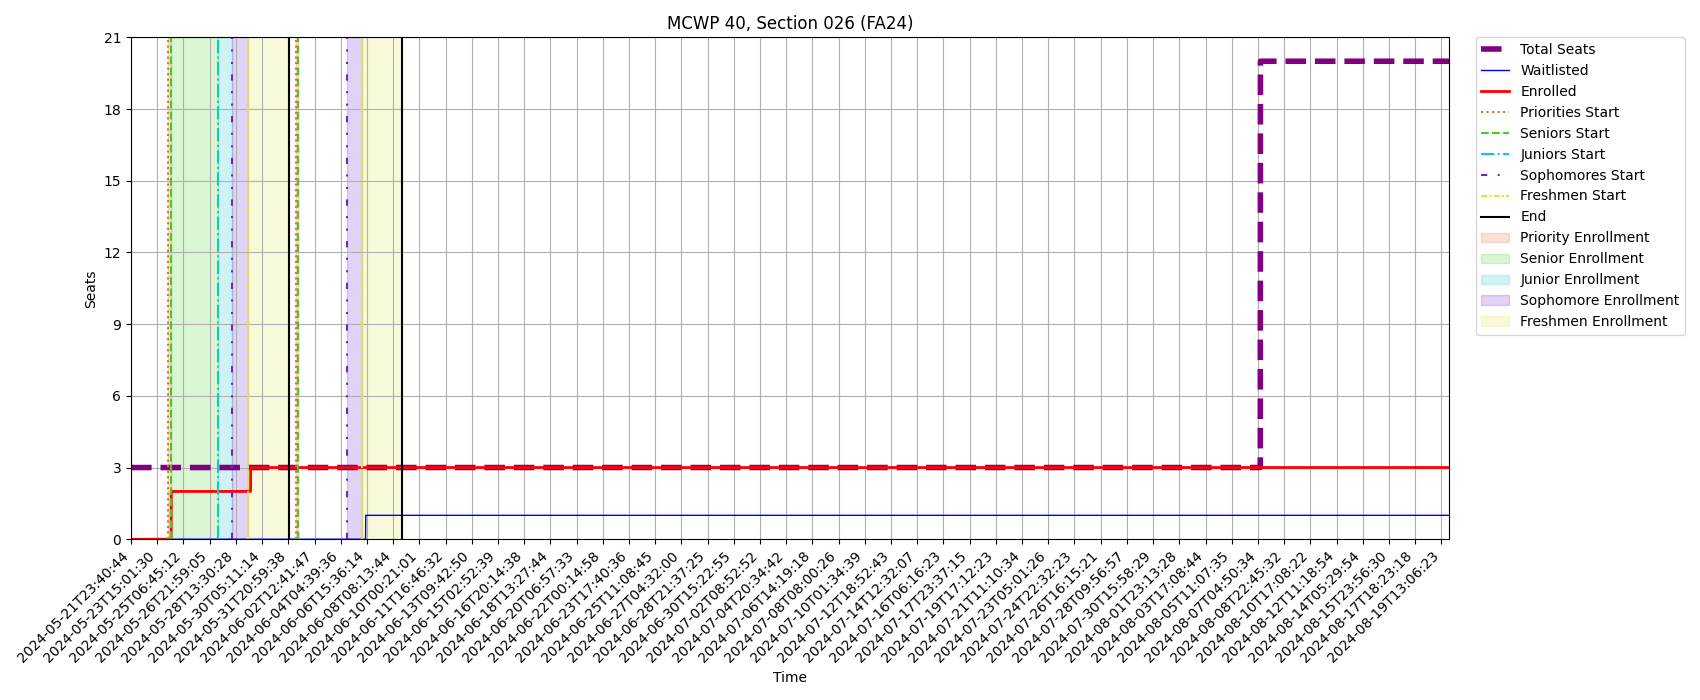 MCWP 40, Section 026 (FA24)
21
18
15
12
9
6
3
0
Seats
2024-05-21T23:40:44
2024-05-23T15:01:30
2024-05-25T06:45:12
2024-05-26T21:59:05
2024-05-28T13:30:28
2024-05-30T05:11:14
2024-05-31T20:59:38
2024-06-02T12:41:47
2024-06-04T04:39:36
2024-06-06T15:36:14
2024-06-08T08:13:44
2024-06-10T00:21:01
2024-06-11T16:46:32
2024-06-13T09:42:50
2024-06-15T02:52:39
2024-06-16T20:14:38
2024-06-18T13:27:44
2024-06-20T06:57:33
2024-06-22T00:14:58
2024-06-23T17:40:36
2024-06-25T11:08:45
2024-06-27T04:32:00
2024-06-28T21:37:25
2024-06-30T15:22:55
2024-07-02T08:52:52
2024-07-04T20:34:42
2024-07-06T14:19:18
2024-07-08T08:00:26
2024-07-10T01:34:39
2024-07-12T18:52:43
2024-07-14T12:32:07
2024-07-16T06:16:23
2024-07-17T23:37:15
2024-07-19T17:12:23
2024-07-21T11:10:34
2024-07-23T05:01:26
2024-07-24T22:32:23
2024-07-26T16:15:21
2024-07-28T09:56:57
2024-07-30T15:58:29
2024-08-01T23:13:28
2024-08-03T17:08:44
2024-08-05T11:07:35
2024-08-07T04:50:34
2024-08-08T22:45:32
2024-08-10T17:08:22
2024-08-12T11:18:54
2024-08-14T05:29:54
2024-08-15T23:56:30
2024-08-17T18:23:18
2024-08-19T13:06:23
Time
Total Seats
Waitlisted
Enrolled
Priorities Start
Seniors Start
Juniors Start
Sophomores Start
Freshmen Start
End
Priority Enrollment
Senior Enrollment
Junior Enrollment
Sophomore Enrollment
Freshmen Enrollment